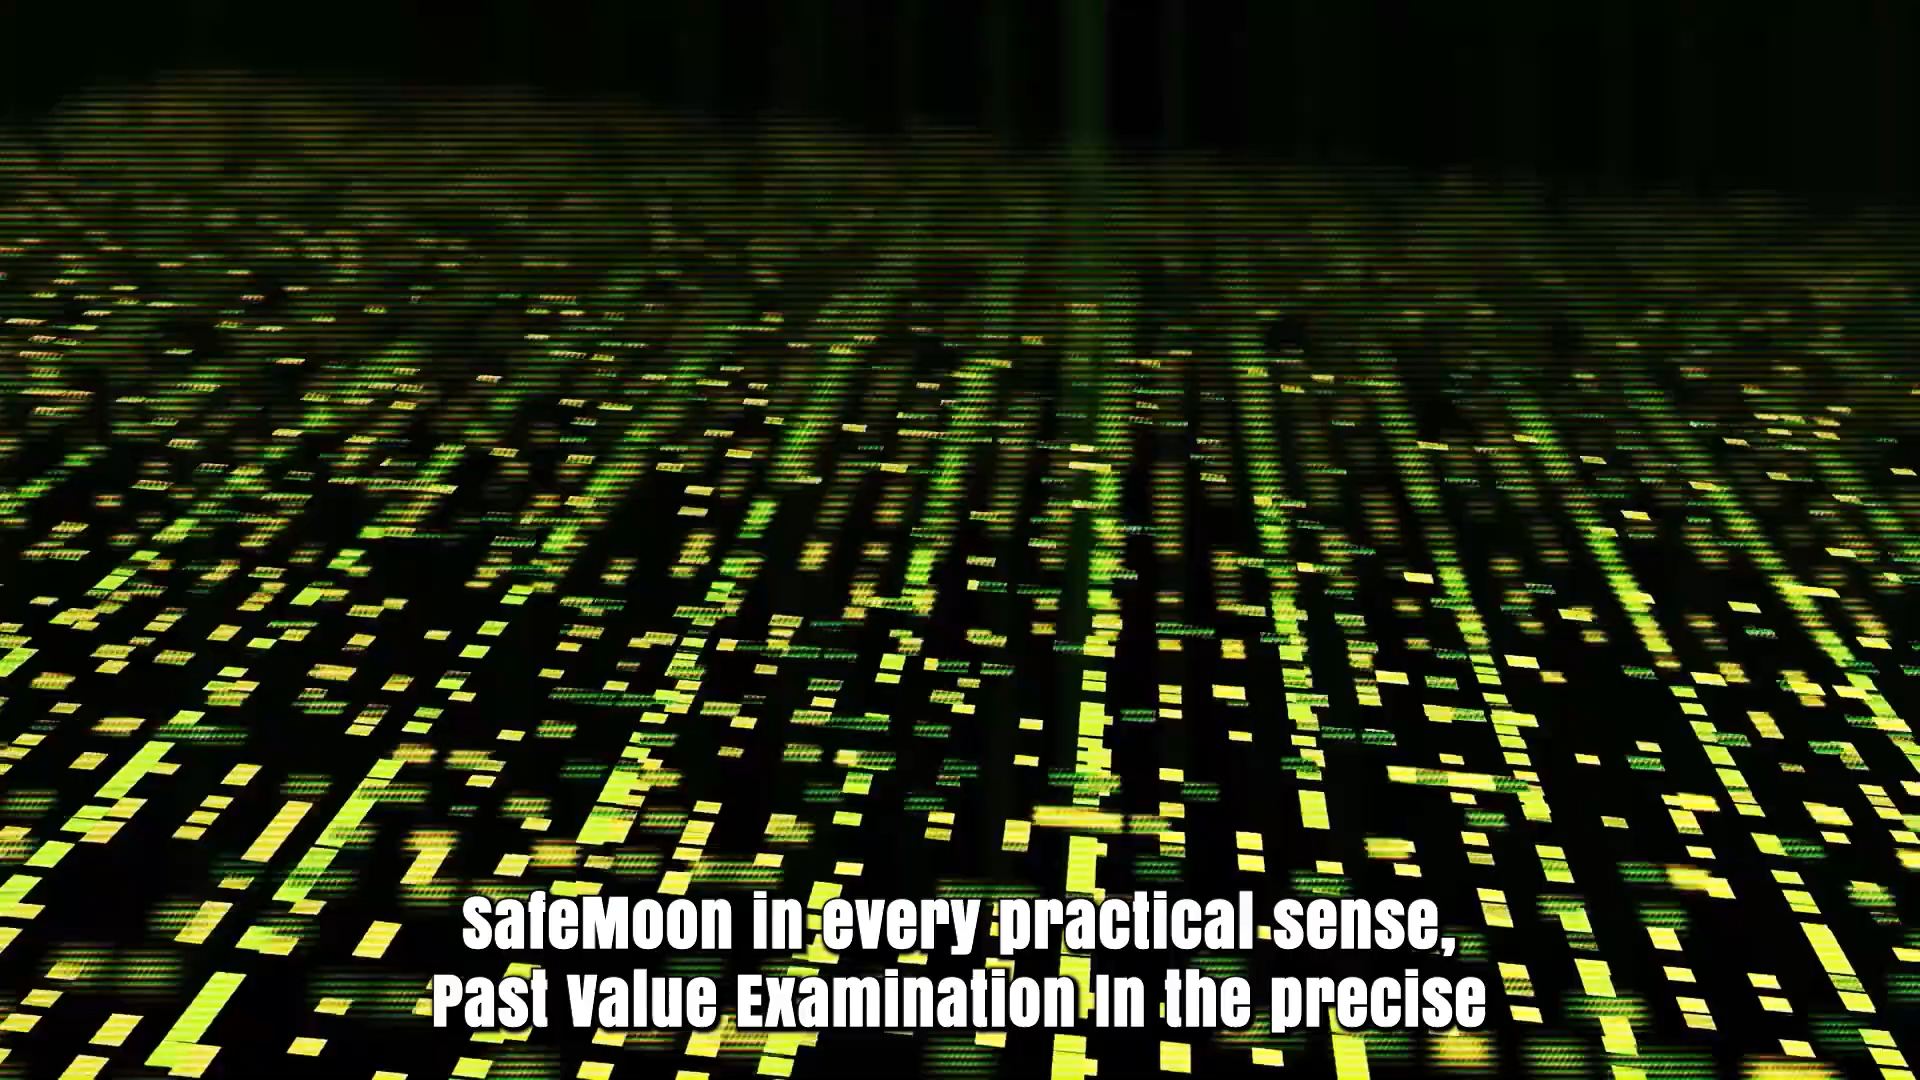 SafeMoon in every practical sense,
Past Value Examination In the precise